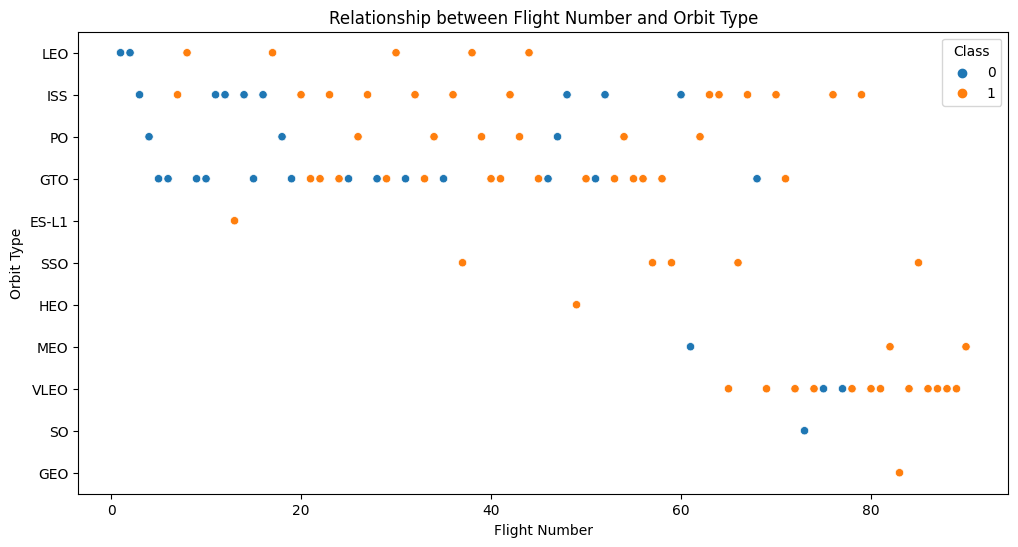 Relationship between Flight Number and Orbit Type
Class
0
1
LEO
ISS
PO
GTO
ES-L1
SSO
HEO
MEO
VLEO
SO
GEO
Orbit Type
0 20 40 60 80
Flight Number